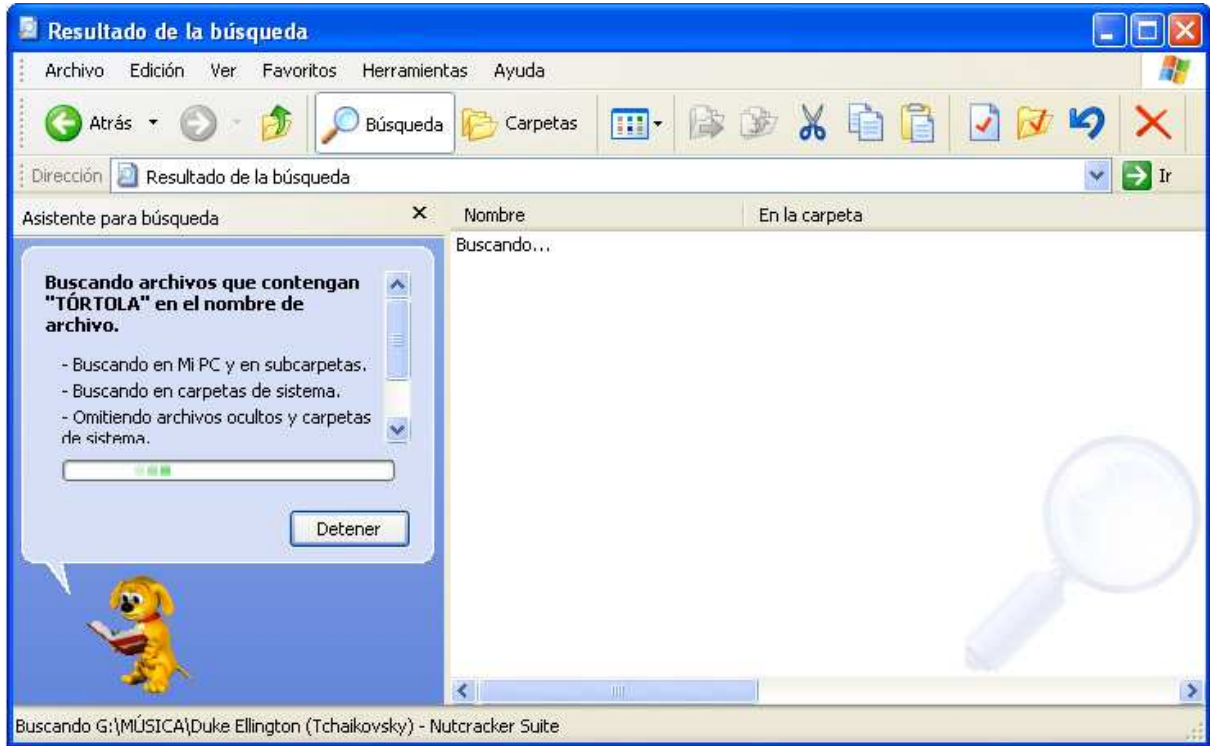 Resultado de la búsqueda
Archivo Edición Ver Favoritos Herramientas Ayuda
Atrás Búsqueda Carpetas
Dirección Resultado de la búsqueda Ir
Asistente para búsqueda
Nombre En la carpeta
Buscando...
Buscando archivos que contengan
"TÓRTOLA" en el nombre de
archivo.
- Buscando en Mi PC y en subcarpetas.
- Buscando en carpetas de sistema.
- Omitiendo archivos ocultos y carpetas
de sistema.
Detener
Buscando G:\MÚSICA\Duke Ellington (Tchaikovsky) - Nutcracker Suite